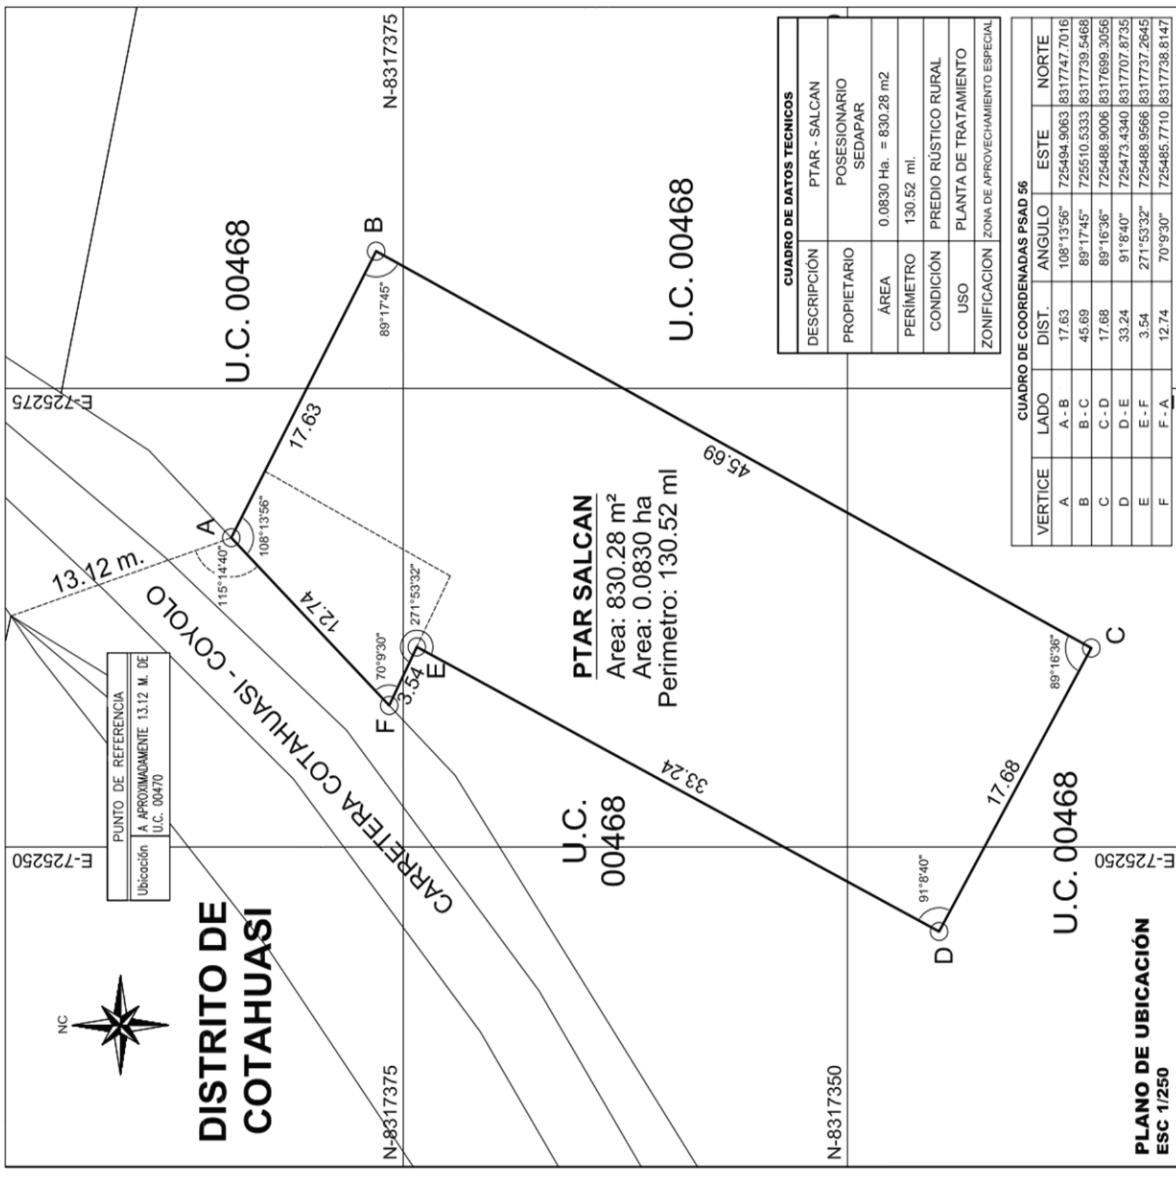 NC
DISTRITO DE
COTAHUASI
PUNTO DE REFERENCIA
Ubicación A APROXIMADAMENTE 13.12 M. DE
U.C. 00470
CARRETERA COTAHUASI - COYOLO
13.12 m.
E-725275
E-725250
N-8317375
N-8317375
N-8317350
E-725250
U.C. 00468
U.C. 00468
U.C.
00468
U.C. 00468
A
115°14'40"
108°13'56"
17.63
B
89°17'45"
12.74
F
70°9'30"
3.54
E
271°53'32"
45.69
33.24
D
91°8'40"
17.68
C
89°16'36"
PTAR SALCAN
Area: 830.28 m²
Area: 0.0830 ha
Perimetro: 130.52 ml
CUADRO DE DATOS TECNICOS
DESCRIPCIÓN PTAR - SALCAN
PROPIETARIO POSESIONARIO
SEDAPAR
ÁREA 0.0830 Ha. = 830.28 m2
PERÍMETRO 130.52 ml.
CONDICIÓN PREDIO RÚSTICO RURAL
USO PLANTA DE TRATAMIENTO
ZONIFICACION ZONA DE APROVECHAMIENTO ESPECIAL
CUADRO DE COORDENADAS PSAD 56
VERTICE LADO DIST. ANGULO ESTE NORTE
A A - B 17.63 108°13'56" 725494.9063 8317747.7016
B B - C 45.69 89°17'45" 725510.5333 8317739.5468
C C - D 17.68 89°16'36" 725488.9006 8317699.3056
D D - E 33.24 91°8'40" 725473.4340 8317707.8735
E E - F 3.54 271°53'32" 725488.9566 8317737.2645
F F - A 12.74 70°9'30" 725485.7710 8317738.8147
PLANO DE UBICACIÓN
ESC 1/250